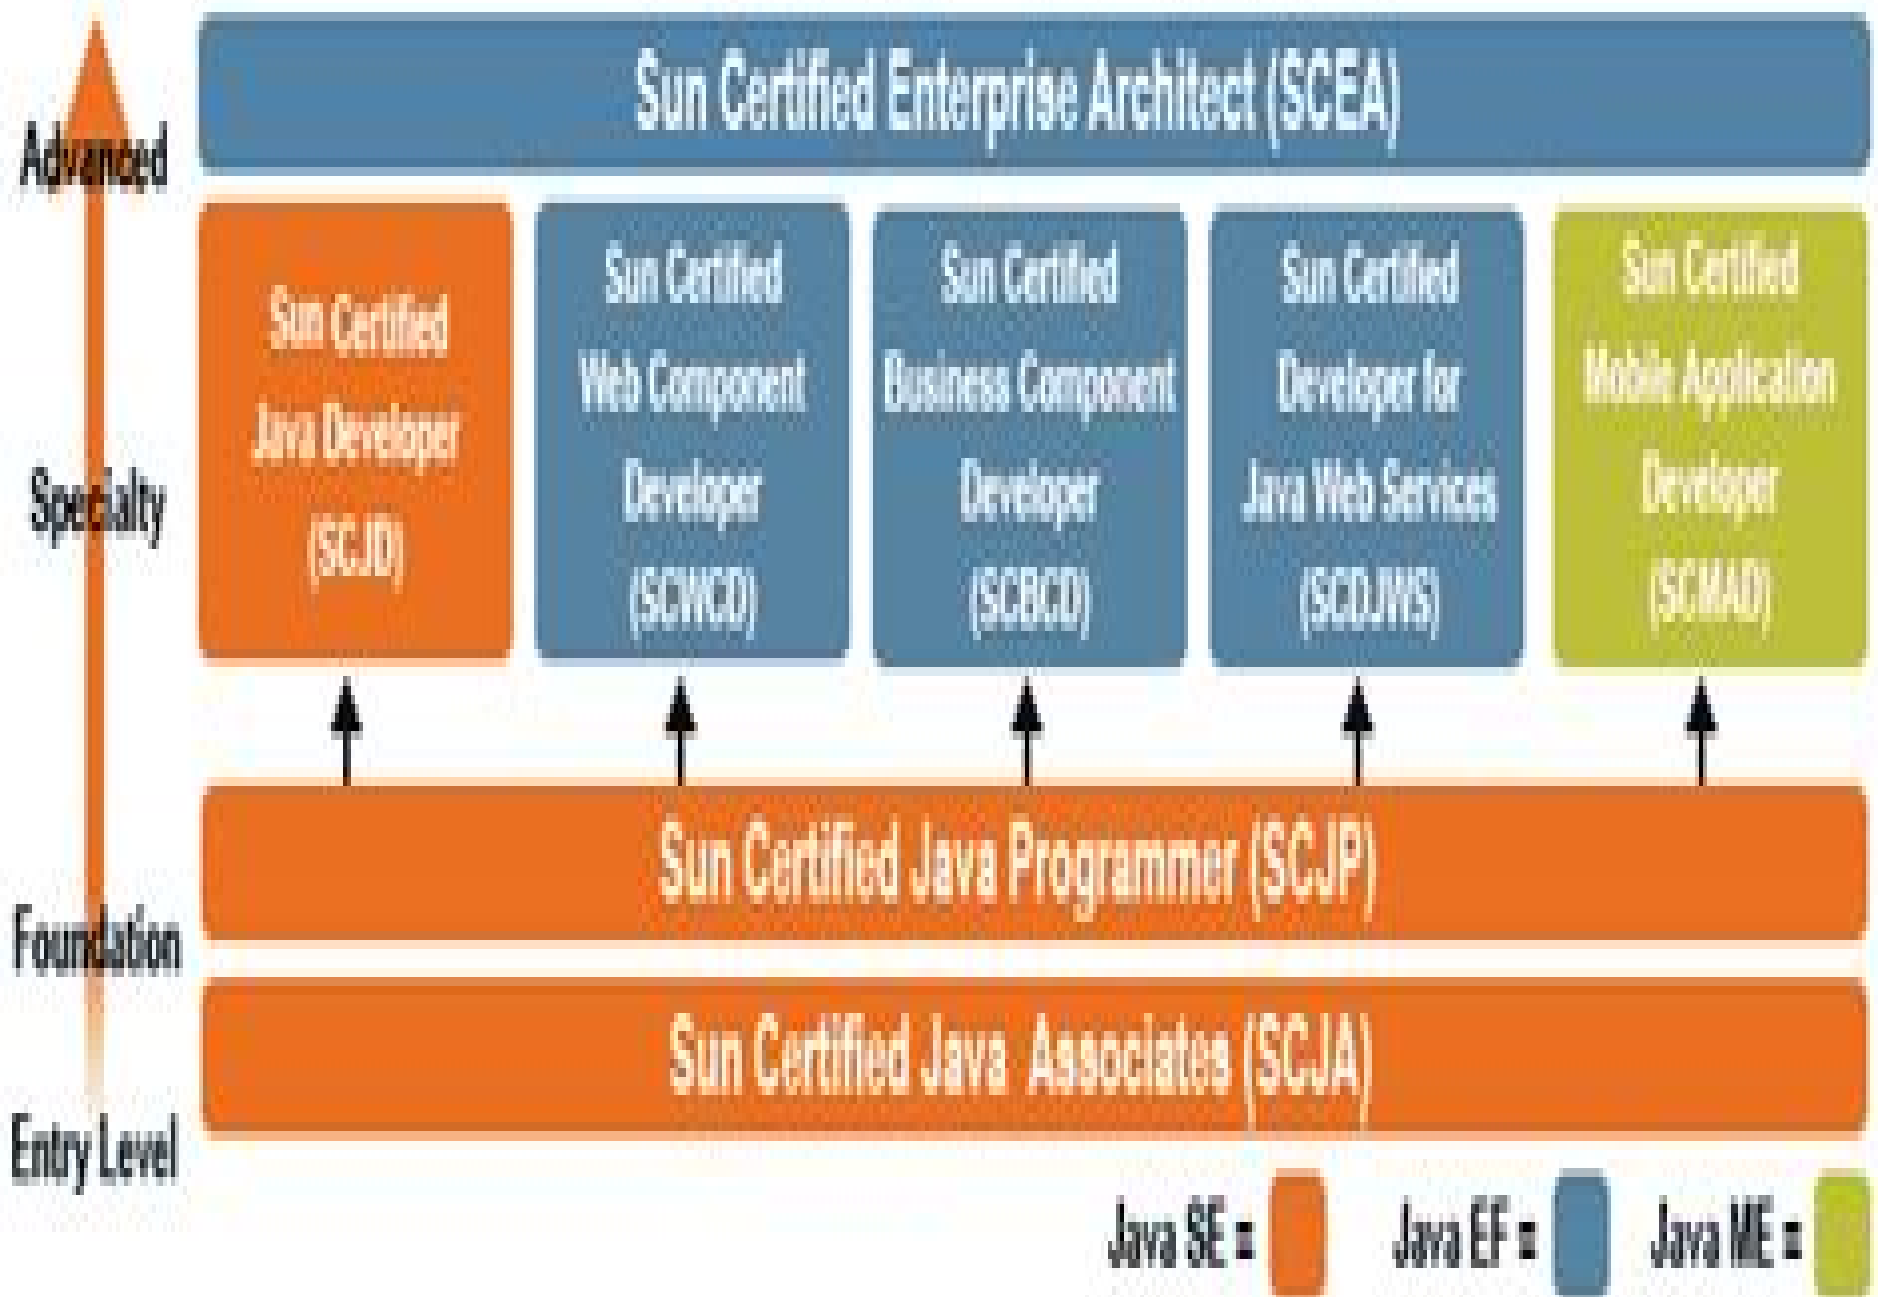 Sun Certified Enterprise Architect (SCEA)
Advanced
Sun Certified
Java Developer
(SCJD)
Sun Certified
Web Component
Developer
(SCWCD)
Sun Certified
Business Component
Developer
(SCBCD)
Sun Certified
Developer for
Java Web Services
(SCDJWS)
Sun Certified
Mobile Application
Developer
(SCMAD)
Specialty
Sun Certified Java Programmer (SCJP)
Foundation
Sun Certified Java Associates (SCJA)
Entry Level
Java SE =
Java EF =
Java ME =